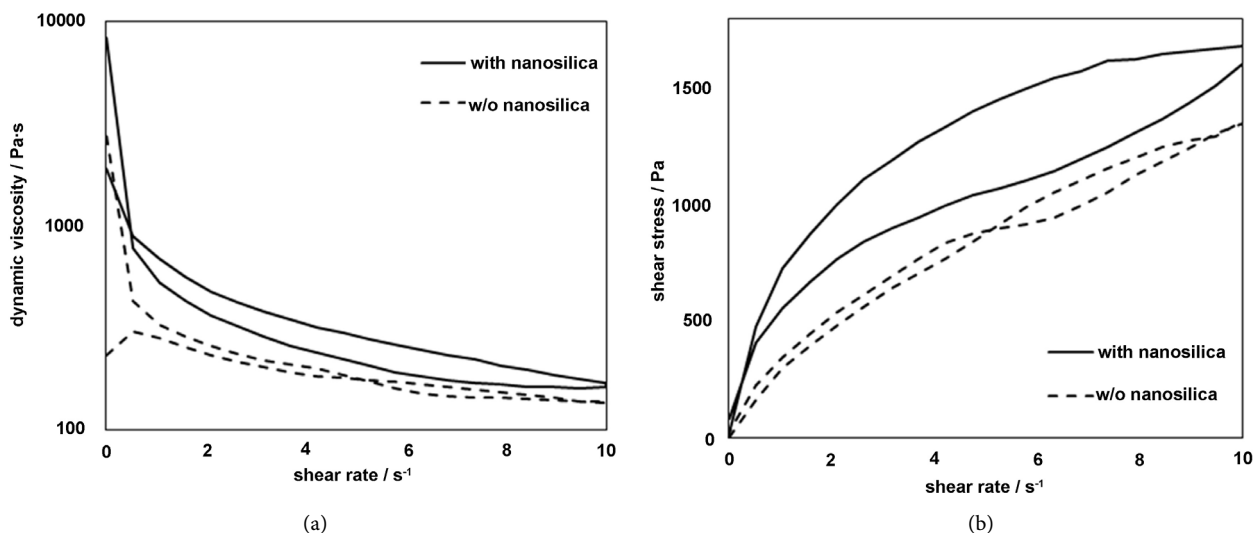 10000
1000
100
dynamic viscosity / Pa·s
with nanosilica
w/o nanosilica
0 2 4 6 8 10
shear rate / s-1
(a)
1500
1000
500
0
shear stress / Pa
with nanosilica
w/o nanosilica
0 2 4 6 8 10
shear rate / s-1
(b)